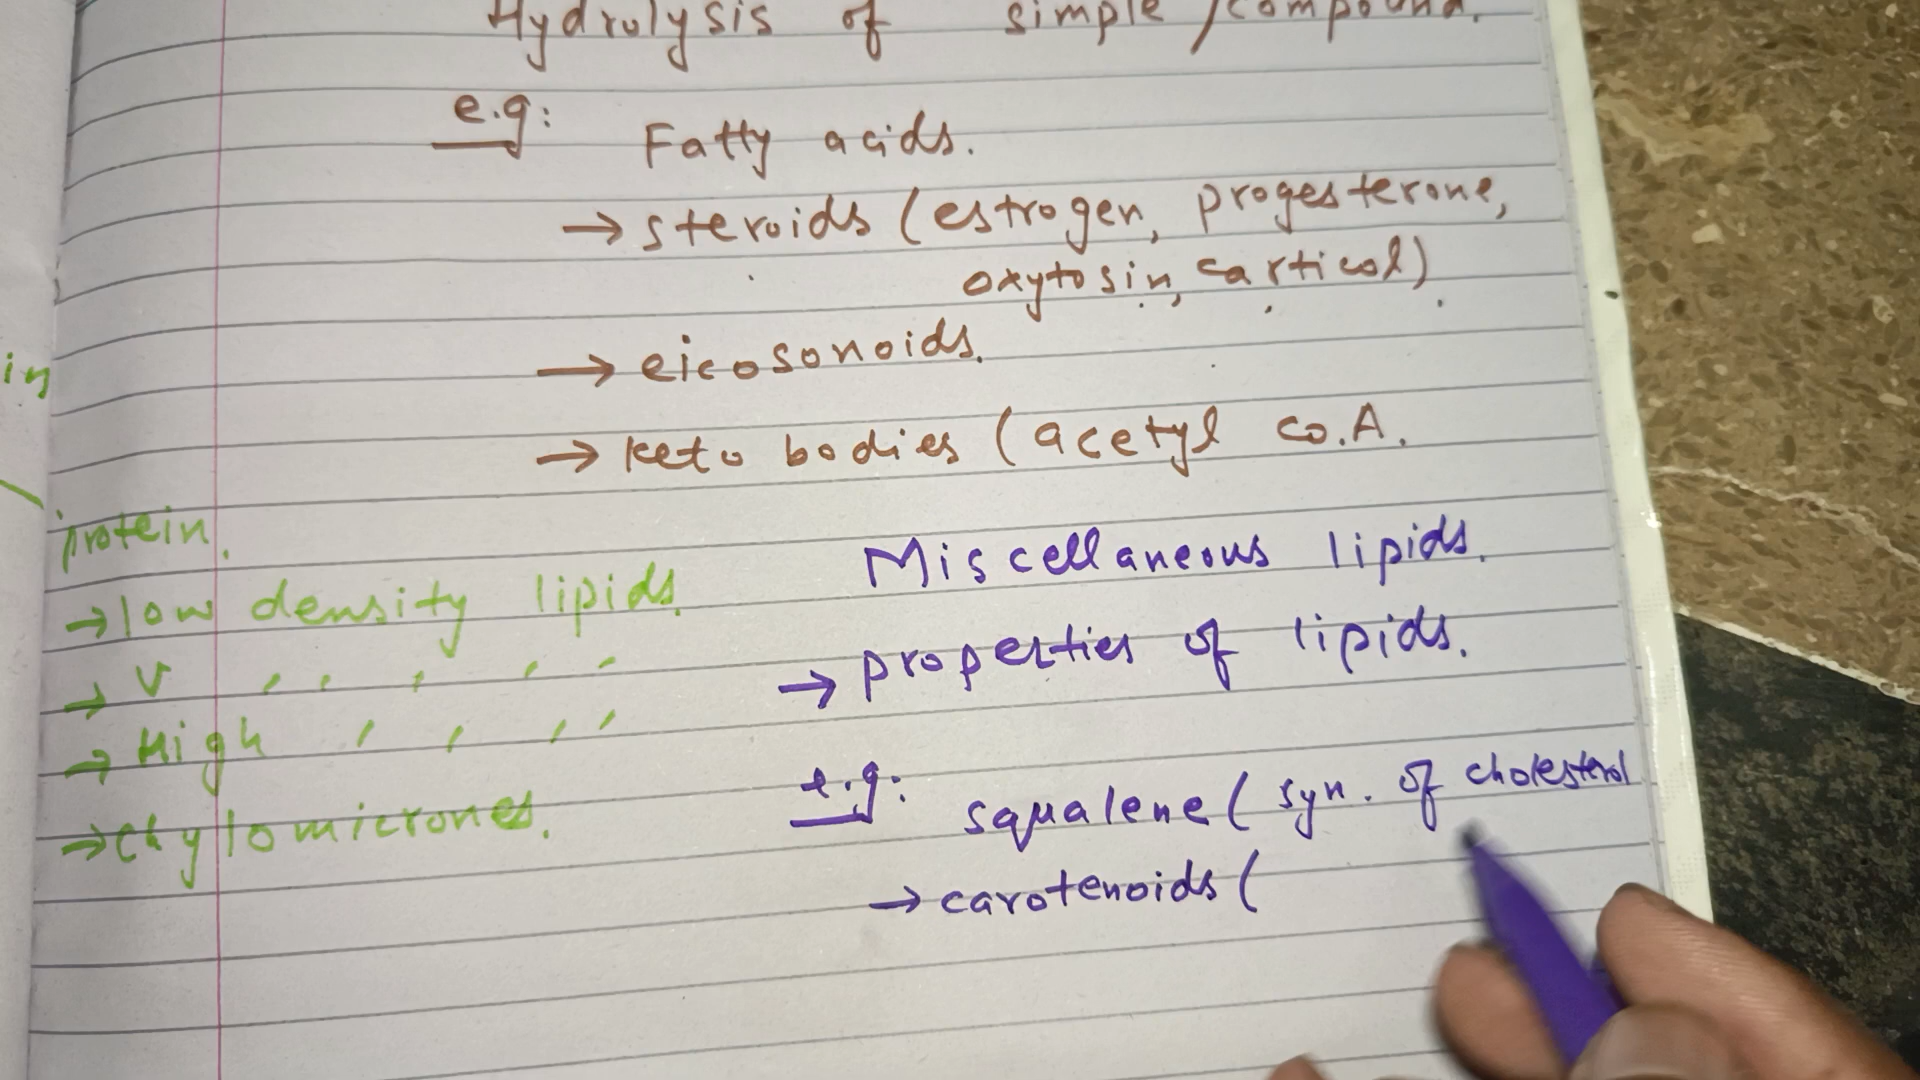 Hydrolysis of simple / compound.
e.g:
Fatty acids.
→ steroids (estrogen, progesterone,
oxytosin, carticol)
→ eicosonoids.
→ keto bodies (acetyl co.A.
in
protein.
→ low density lipids.
→ V , , , , ,
→ High , , , ,
→ chylomicrones.
Miscellaneous lipids.
→ properties of lipids.
e.g:
squalene ( syn. of cholesterol
→ carotenoids (